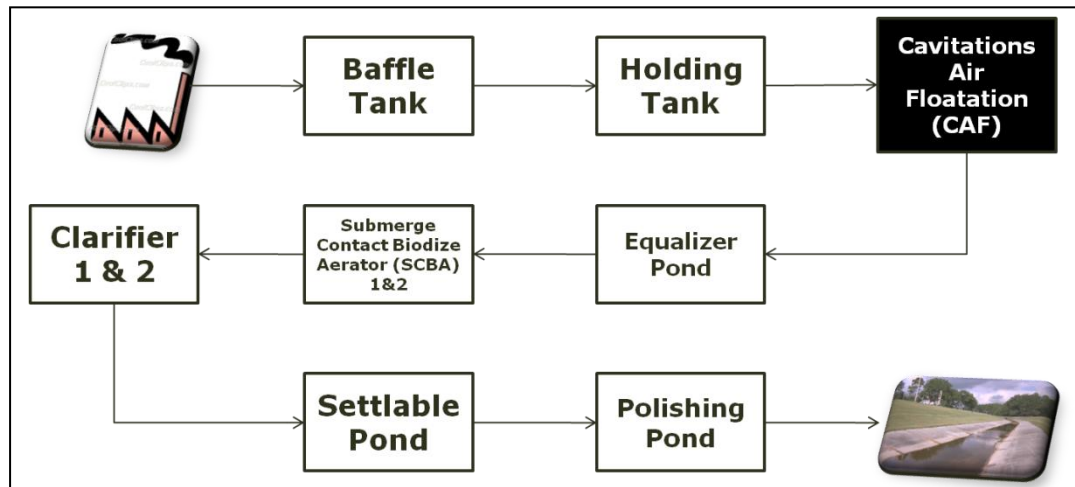 Baffle
Tank
Holding
Tank
Cavitations
Air
Floatation
(CAF)
Clarifier
1 & 2
Submerge
Contact Biodize
Aerator (SCBA)
1&2
Equalizer
Pond
Settlable
Pond
Polishing
Pond